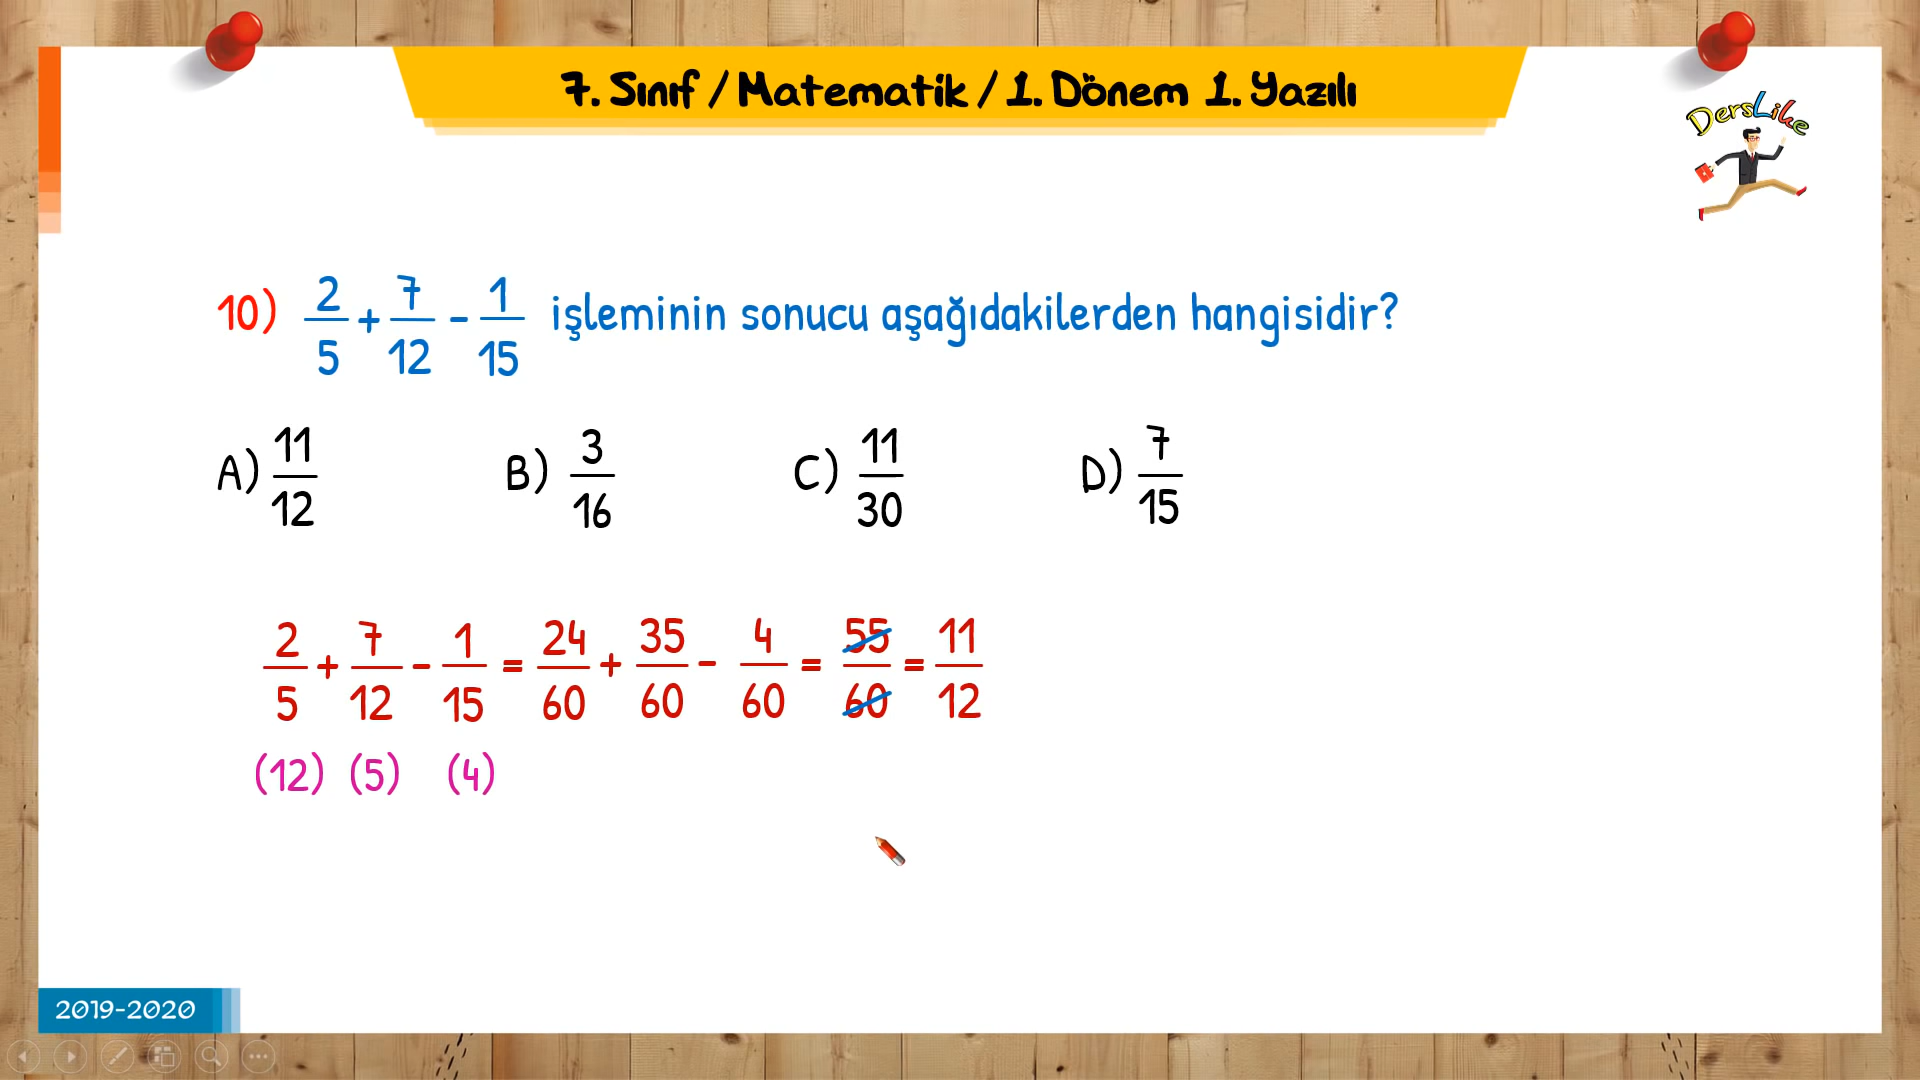 7. Sınıf / Matematik / 1. Dönem 1. Yazılı
DersLike
10) 2/5 + 7/12 - 1/15 işleminin sonucu aşağıdakilerden hangisidir?
A) 11/12 B) 3/16 C) 11/30 D) 7/15
2/5 + 7/12 - 1/15 = 24/60 + 35/60 - 4/60 = 55/60 = 11/12
(12) (5) (4)
2019-2020